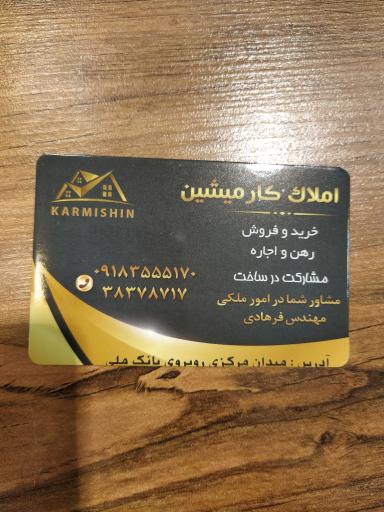 املاک کارمیشین
KARMISHIN
خرید و فروش
رهن و اجاره
مشارکت در ساخت
مشاور شما در امور ملکی
مهندس فرهادی
۰۹۱۸۳۵۵۵۱۷۰
۳۸۳۷۸۷۱۷
آدرس : میدان مرکزی روبروی بانک ملی